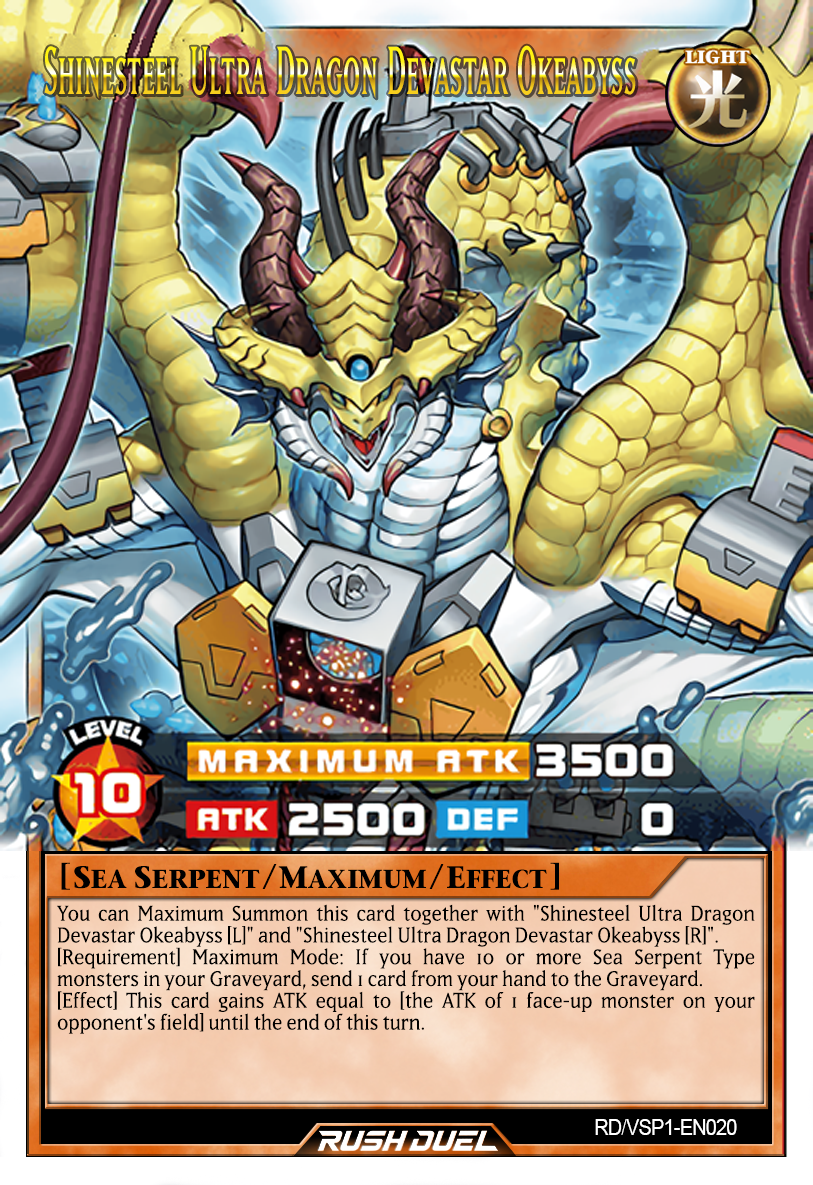 Shinesteel Ultra Dragon Devastar Okeabyss
LIGHT
光
LEVEL
10
MAXIMUM ATK 3500
ATK 2500 DEF 0
[Sea Serpent/Maximum/Effect]
You can Maximum Summon this card together with "Shinesteel Ultra Dragon
Devastar Okeabyss [L]" and "Shinesteel Ultra Dragon Devastar Okeabyss [R]".
[Requirement] Maximum Mode: If you have 10 or more Sea Serpent Type
monsters in your Graveyard, send 1 card from your hand to the Graveyard.
[Effect] This card gains ATK equal to [the ATK of 1 face-up monster on your
opponent's field] until the end of this turn.
RD/VSP1-EN020
RUSH DUEL